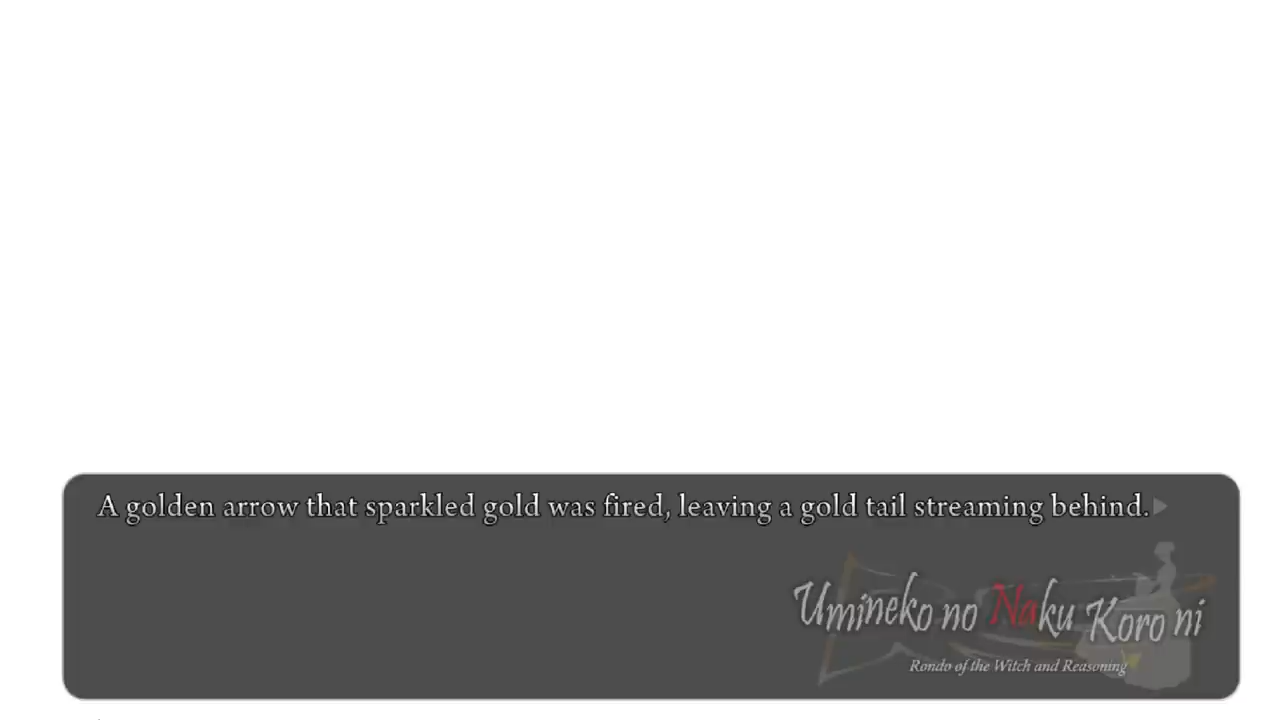 A golden arrow that sparkled gold was fired, leaving a gold tail streaming behind.
Umineko no Naku Koro ni
Rondo of the Witch and Reasoning